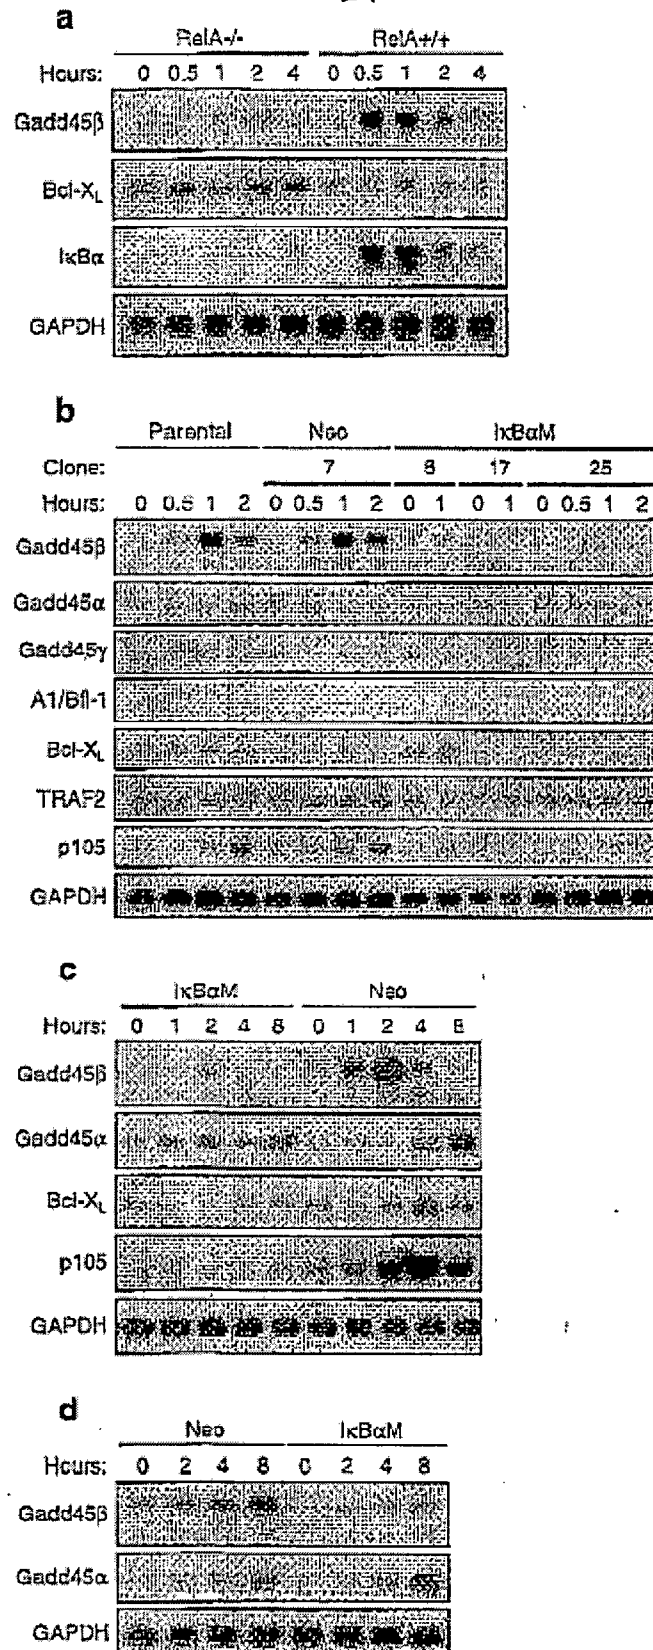 a
RelA-/- RelA+/+
Hours: 0 0.5 1 2 4 0 0.5 1 2 4
Gadd45β
Bcl-XL
IκBα
GAPDH
b
Parental Neo IκBαM
Clone: 7 8 17 25
Hours: 0 0.5 1 2 0 0.5 1 2 0 1 0 1 0 0.5 1 2
Gadd45β
Gadd45α
Gadd45γ
A1/Bfl-1
Bcl-XL
TRAF2
p105
GAPDH
c
IκBαM Neo
Hours: 0 1 2 4 8 0 1 2 4 8
Gadd45β
Gadd45α
Bcl-XL
p105
GAPDH
d
Neo IκBαM
Hours: 0 2 4 8 0 2 4 8
Gadd45β
Gadd45α
GAPDH